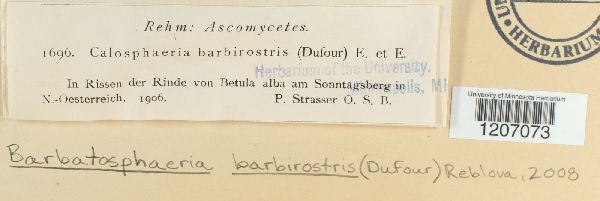 Rehm: Ascomycetes.
1696. Calosphaeria barbirostris (Dufour) E. et E.
Herbarium of the University.
In Rissen der Rinde von Betula alba am Sonntagsberg in
N.-Oesterreich. 1906. P. Strasser O. S. B.
HERBARIUM
University of Minnesota Herbarium
1207073
Barbatosphaeria barbirostris (Dufour) Reblova, 2008